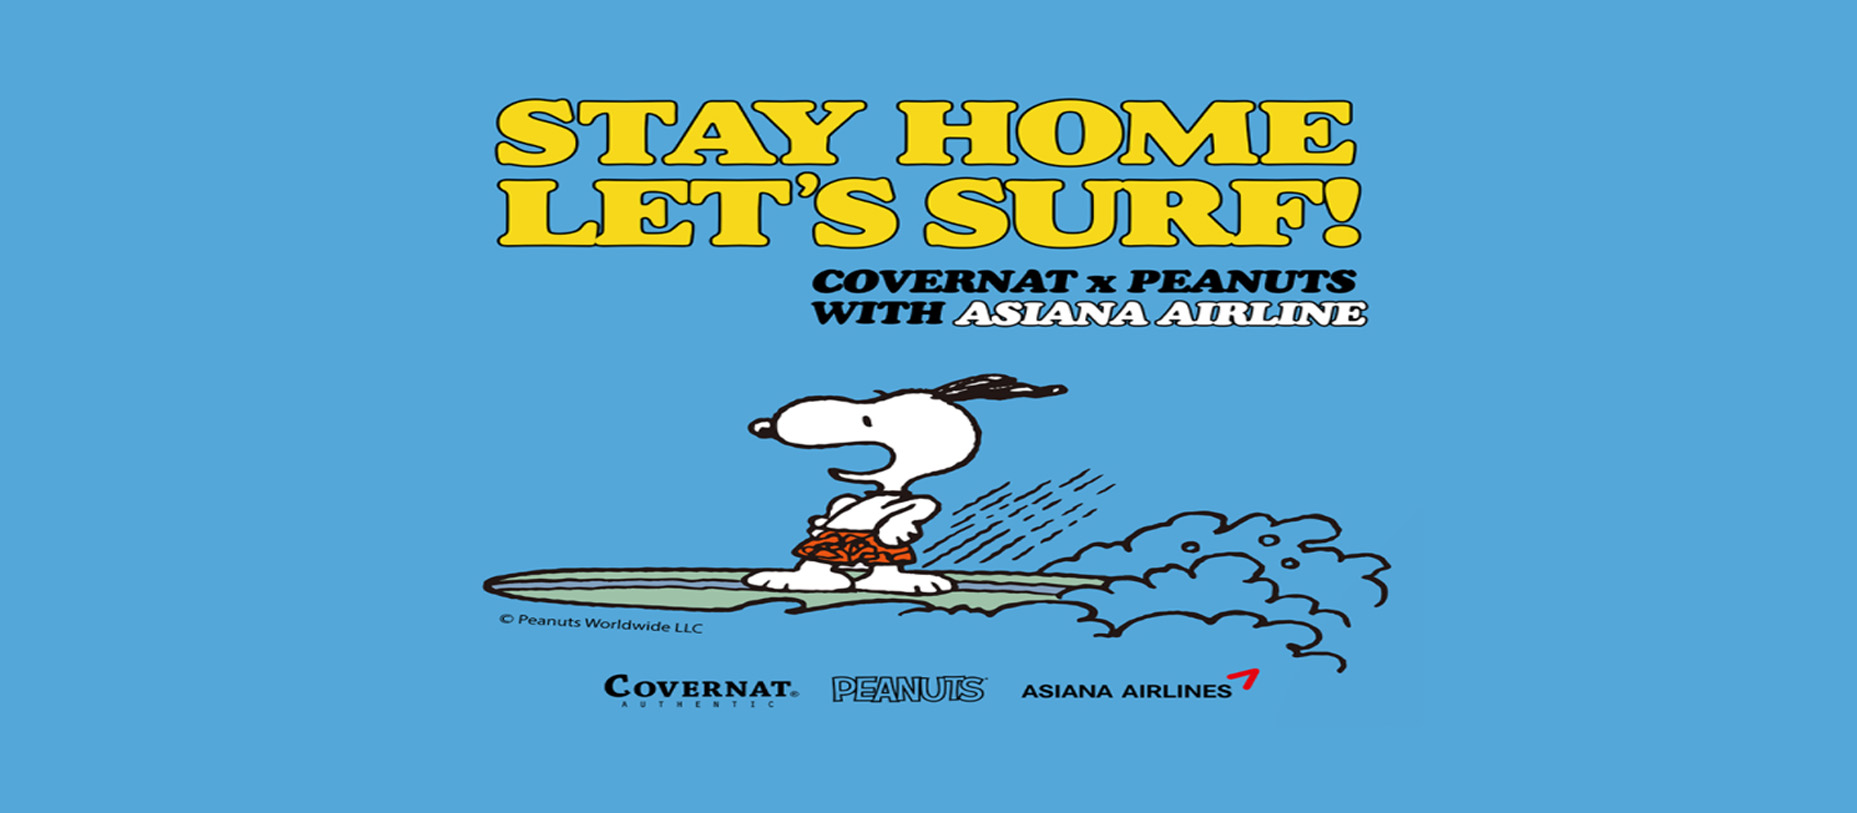 STAY HOME
LET'S SURF!
COVERNAT x PEANUTS
WITH ASIANA AIRLINE
© Peanuts Worldwide LLC
COVERNAT®
AUTHENTIC
PEANUTS
ASIANA AIRLINES